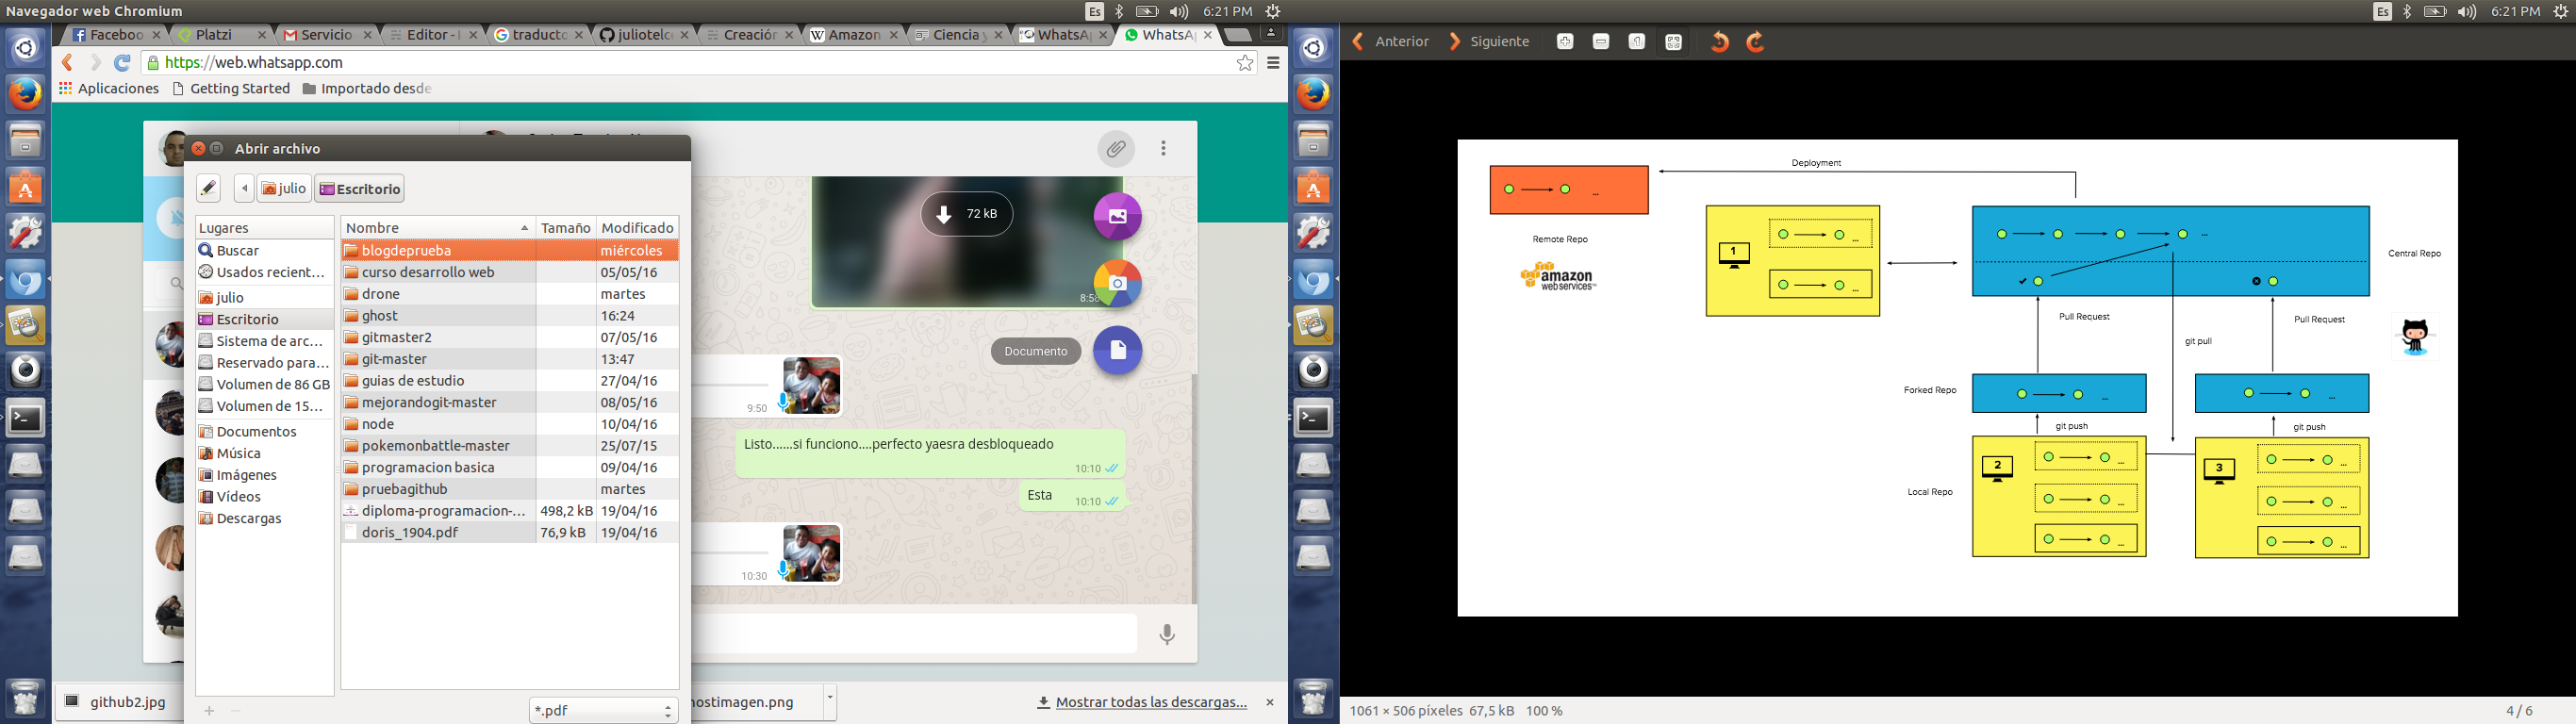 Navegador web Chromium
Es
6:21 PM
Faceboo
Platzi
Servicio
Editor -
traducto
juliotelc
Creación
Amazon
Ciencia y
WhatsA
WhatsA
https://web.whatsapp.com
Aplicaciones
Getting Started
Importado desde
Abrir archivo
julio
Escritorio
Lugares
Buscar
Usados recient...
julio
Escritorio
Sistema de arc...
Reservado para...
Volumen de 86 GB
Volumen de 15...
Documentos
Música
Imágenes
Vídeos
Descargas
Nombre Tamaño Modificado
blogdeprueba miércoles
curso desarrollo web 05/05/16
drone martes
ghost 16:24
gitmaster2 07/05/16
git-master 13:47
guias de estudio 27/04/16
mejorandogit-master 08/05/16
node 10/04/16
pokemonbattle-master 25/07/15
programacion basica 09/04/16
pruebagithub martes
diploma-programacion-... 498,2 kB 19/04/16
doris_1904.pdf 76,9 kB 19/04/16
*.pdf
72 kB
Documento
9:50
Listo......si funciono....perfecto yaesra desbloqueado
10:10
Esta
10:10
10:30
github2.jpg
ostimagen.png
Mostrar todas las descargas...
Es
6:21 PM
Anterior
Siguiente
Deployment
Remote Repo
amazon
webservices™
1
Central Repo
Pull Request
Pull Request
git pull
Forked Repo
git push
git push
2
3
Local Repo
1061 × 506 píxeles 67,5 kB 100 %
4 / 6